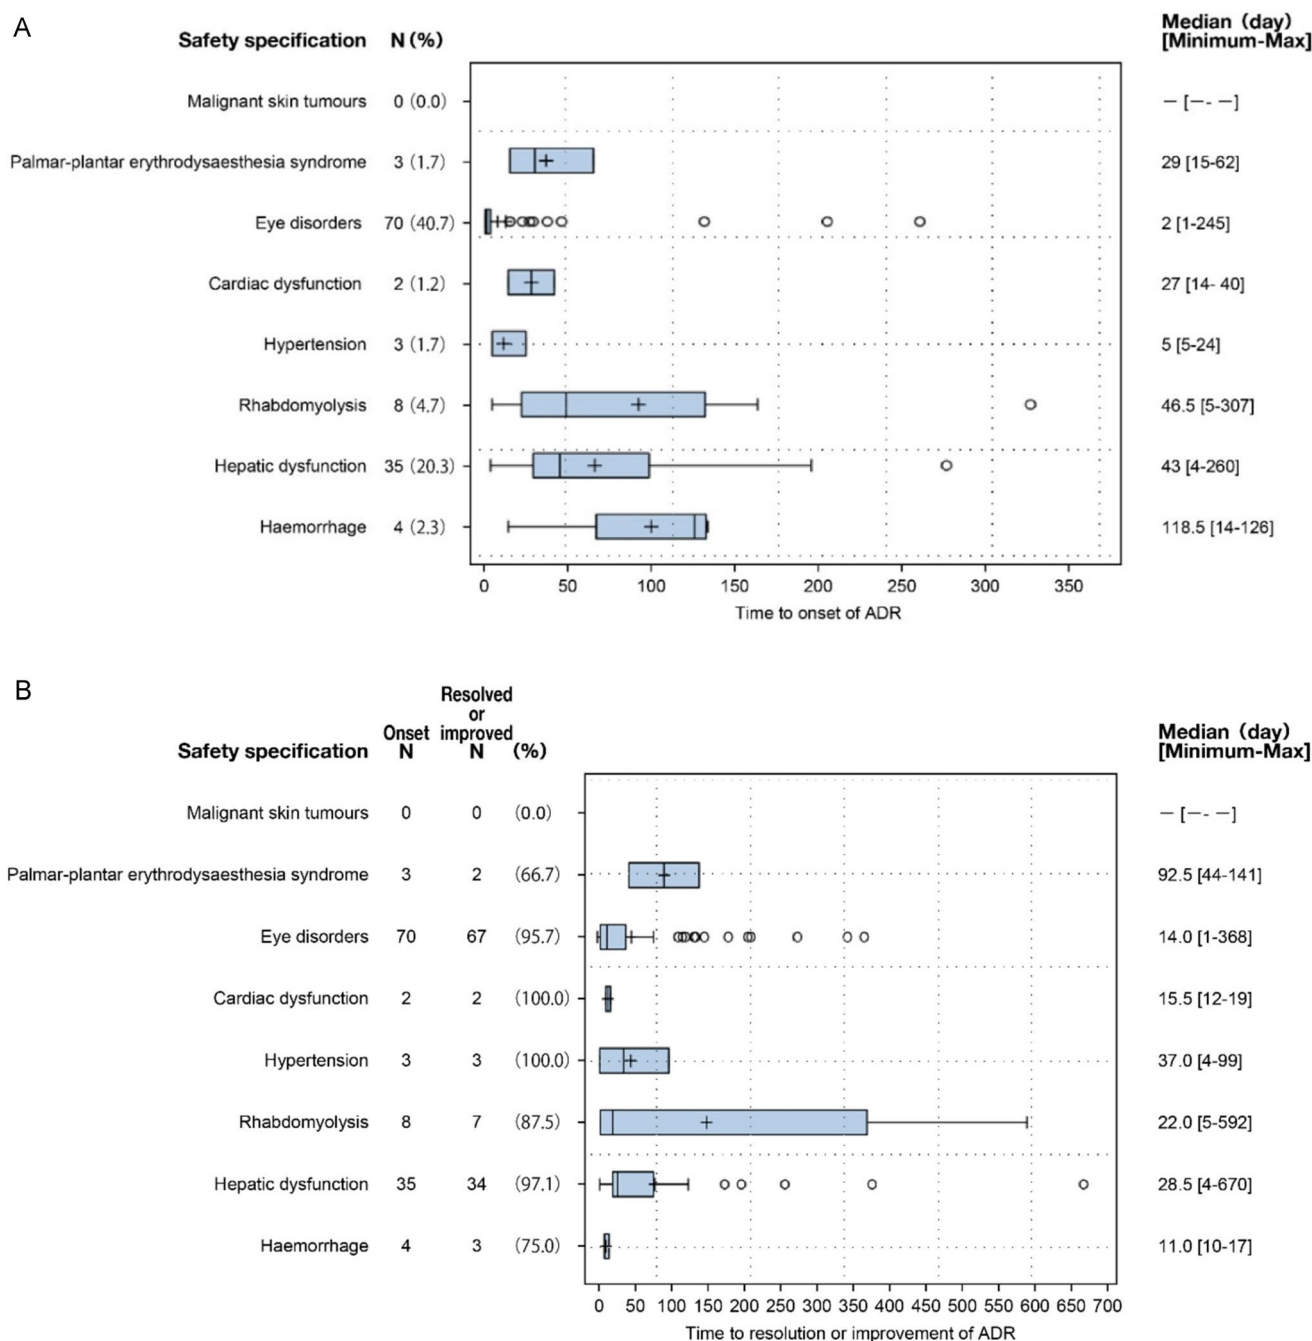 A
Safety specification N (%) Median (day)
[Minimum-Max]
Malignant skin tumours 0 (0.0) — [—- —]
Palmar-plantar erythrodysaesthesia syndrome 3 (1.7) 29 [15-62]
Eye disorders 70 (40.7) 2 [1-245]
Cardiac dysfunction 2 (1.2) 27 [14- 40]
Hypertension 3 (1.7) 5 [5-24]
Rhabdomyolysis 8 (4.7) 46.5 [5-307]
Hepatic dysfunction 35 (20.3) 43 [4-260]
Haemorrhage 4 (2.3) 118.5 [14-126]
0 50 100 150 200 250 300 350
Time to onset of ADR
B
Resolved
or
Onset improved Median (day)
Safety specification N N (%) [Minimum-Max]
Malignant skin tumours 0 0 (0.0) — [—- —]
Palmar-plantar erythrodysaesthesia syndrome 3 2 (66.7) 92.5 [44-141]
Eye disorders 70 67 (95.7) 14.0 [1-368]
Cardiac dysfunction 2 2 (100.0) 15.5 [12-19]
Hypertension 3 3 (100.0) 37.0 [4-99]
Rhabdomyolysis 8 7 (87.5) 22.0 [5-592]
Hepatic dysfunction 35 34 (97.1) 28.5 [4-670]
Haemorrhage 4 3 (75.0) 11.0 [10-17]
0 50 100 150 200 250 300 350 400 450 500 550 600 650 700
Time to resolution or improvement of ADR